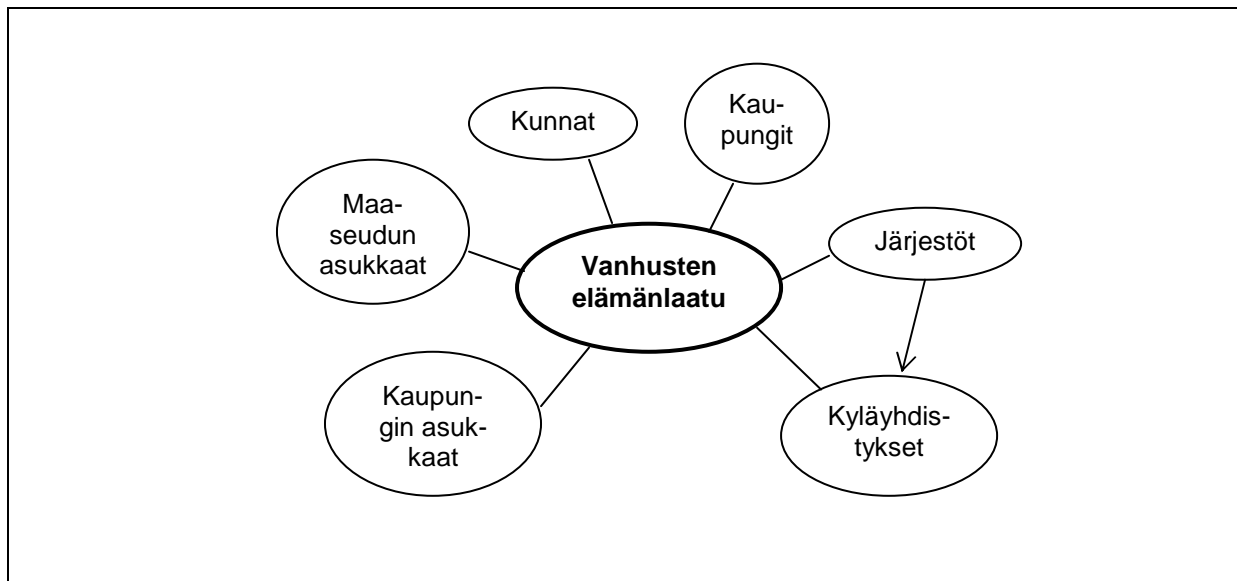 Kunnat
Kau-
pungit
Maa-
seudun
asukkaat
Järjestöt
Vanhusten
elämänlaatu
Kaupun-
gin asuk-
kaat
Kyläyhdis-
tykset